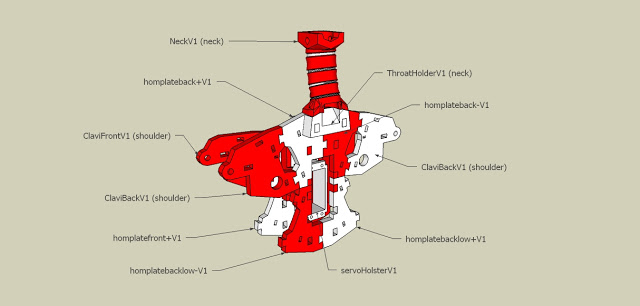 NeckV1 (neck)
ThroatHolderV1 (neck)
homplateback+V1
homplateback-V1
ClaviFrontV1 (shoulder)
ClaviBackV1 (shoulder)
ClaviBackV1 (shoulder)
homplatefront+V1
homplatebacklow+V1
homplatebacklow-V1
servoHolsterV1